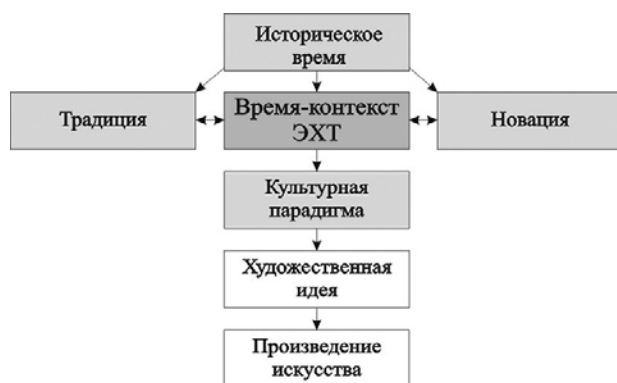 Историческое
время
Традиция
Время-контекст
ЭХТ
Новация
Культурная
парадигма
Художественная
идея
Произведение
искусства